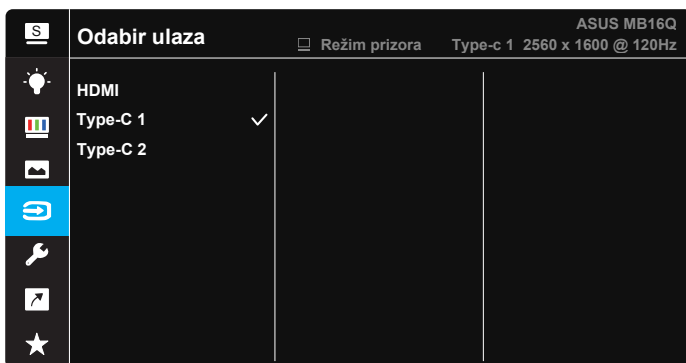 S
Odabir ulaza
ASUS MB16Q
Režim prizora
Type-c 1 2560 x 1600 @ 120Hz
HDMI
Type-C 1
Type-C 2